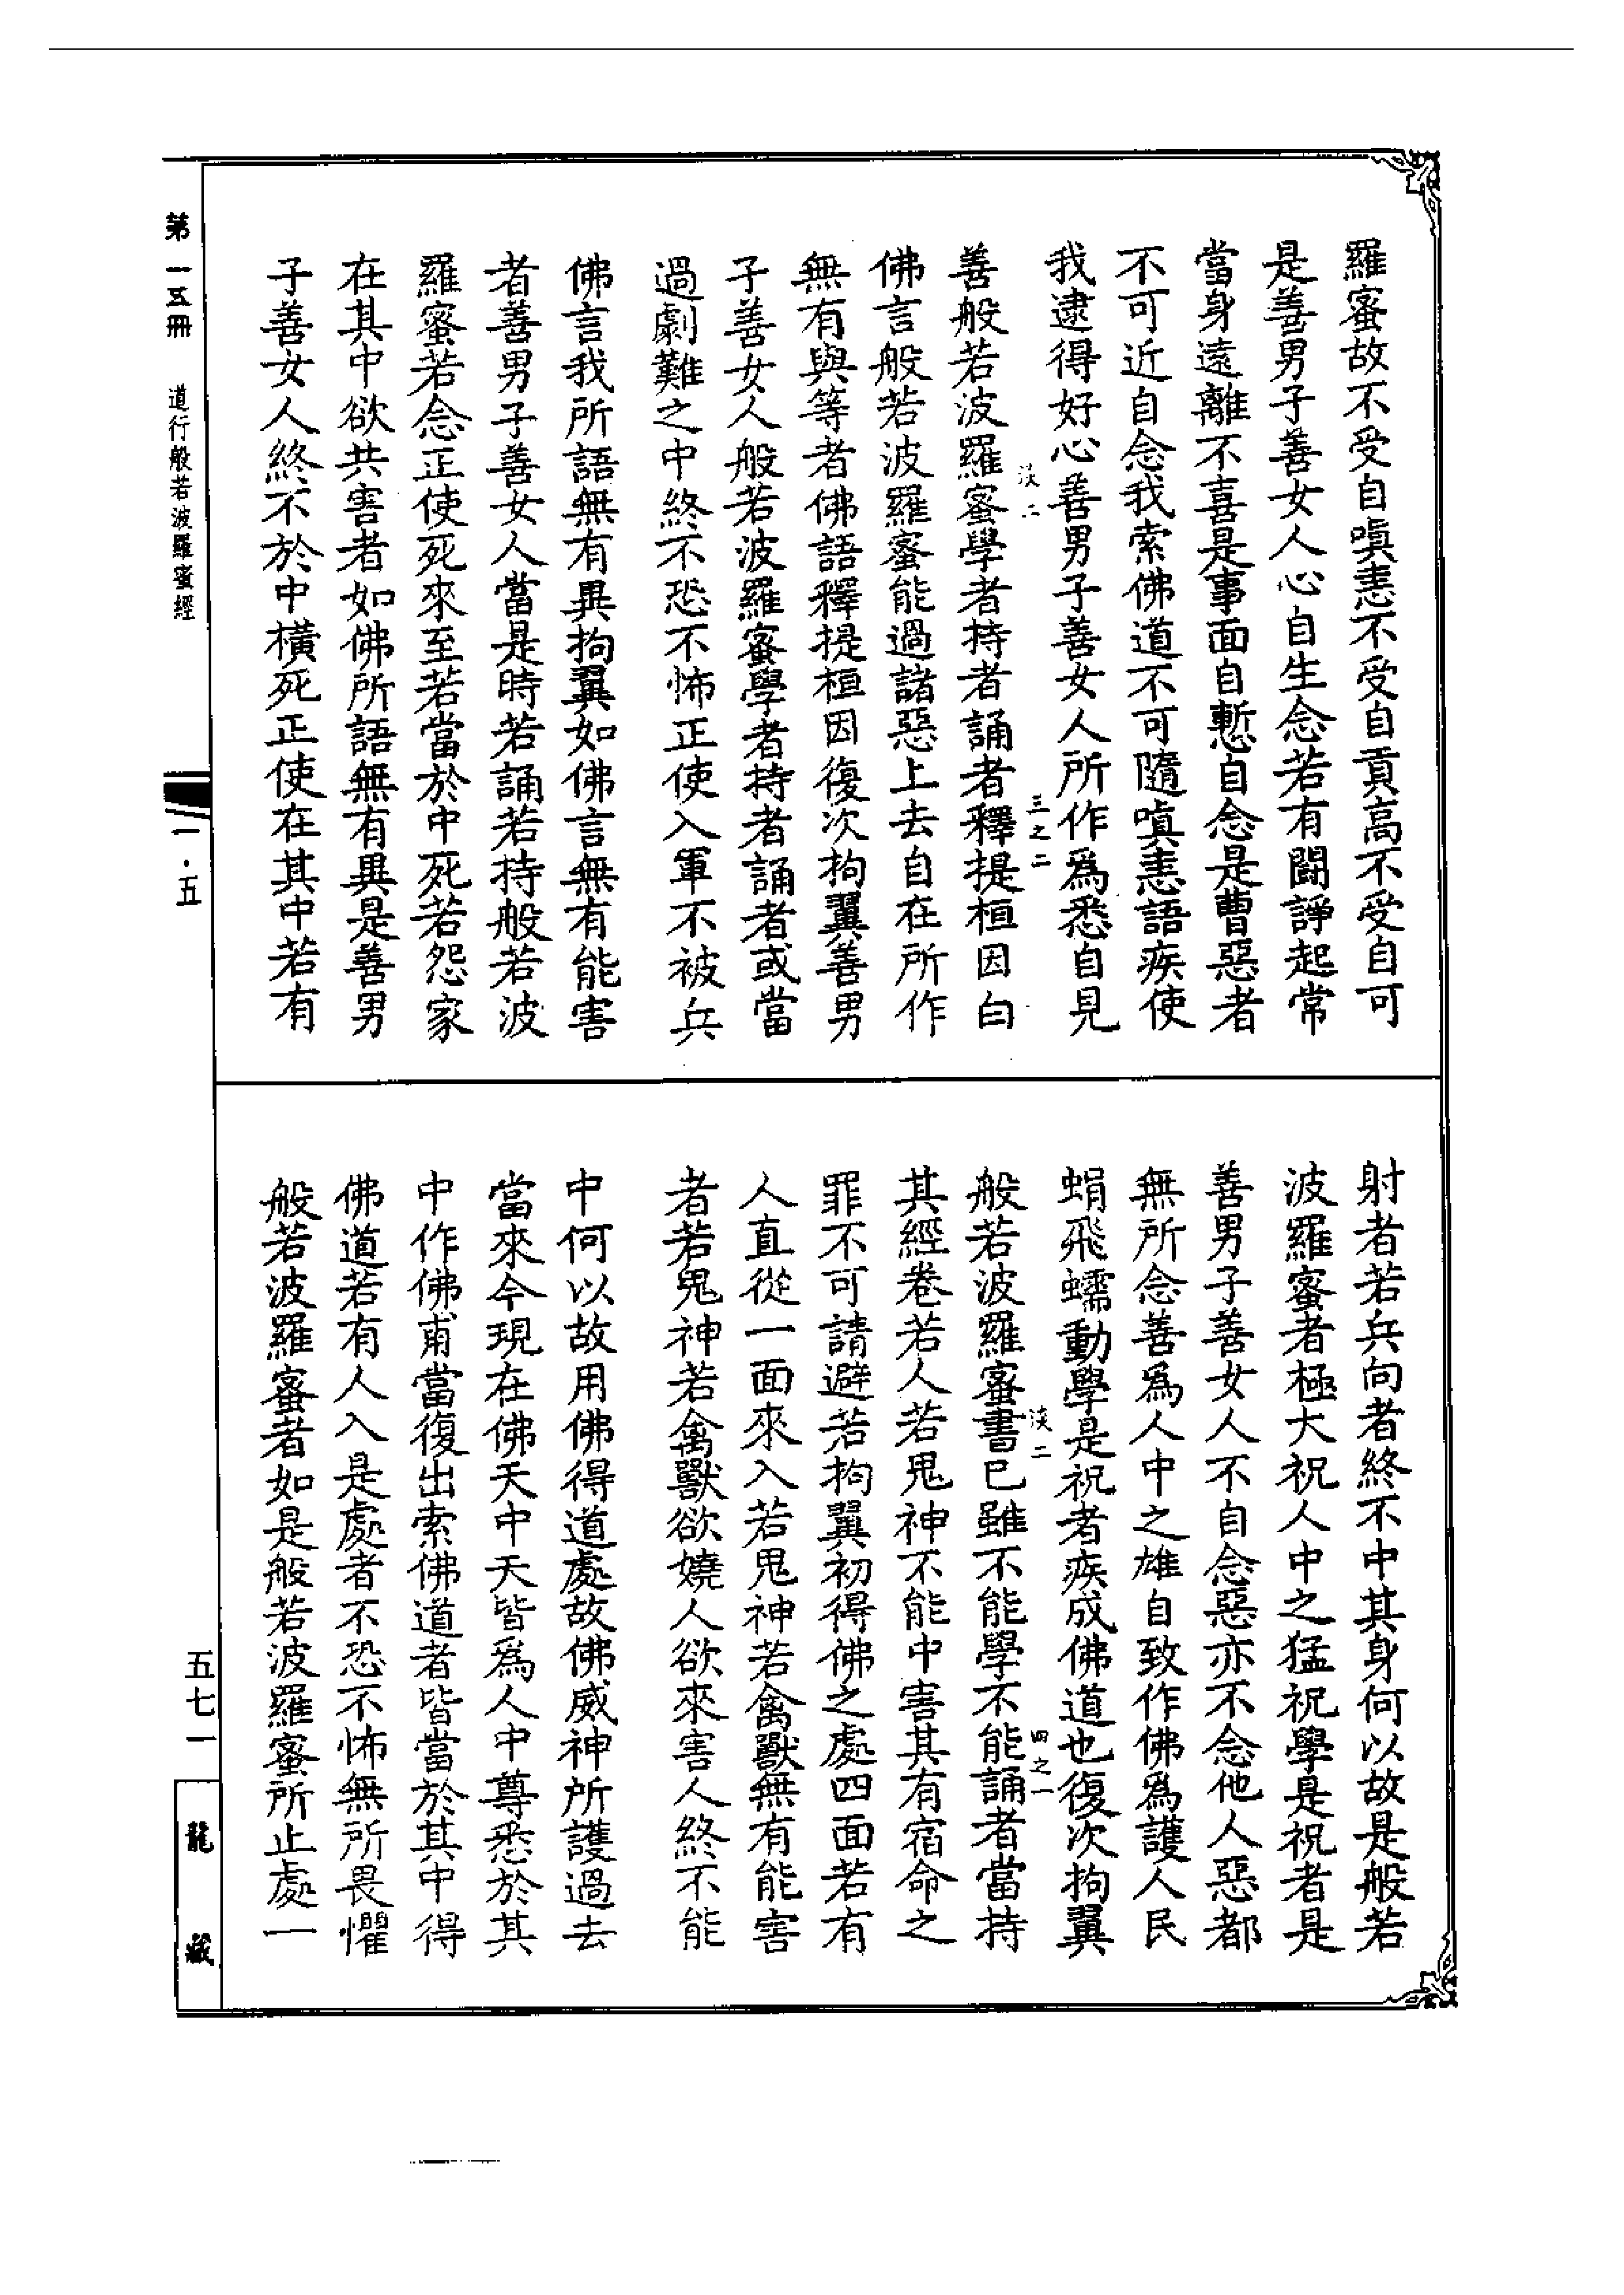 羅蜜故不受自嗔恚不受自貢高不受自可
是善男子善女人心自生念若有鬪諍起常
當身遠離不喜是事面自慙自念是曹惡者
不可近自念我索佛道不可隨嗔恚語疾使
我逮得好心善男子善女人所作爲悉自見
淡二 三之二
善般若波羅蜜學者持者誦者釋提桓因白
佛言般若波羅蜜能過諸惡上去自在所作
無有與等者佛語釋提桓因復次拘翼善男
子善女人般若波羅蜜學者持者誦者或當
過劇難之中終不恐不怖正使入軍不被兵
佛言我所語無有異拘翼如佛言無有能害
者善男子善女人當是時若誦若持般若波
羅蜜若念正使死來至若當於中死若怨家
在其中欲共害者如佛所語無有異是善男
子善女人終不於中橫死正使在其中若有
射者若兵向者終不中其身何以故是般若
波羅蜜者極大祝人中之猛祝學是祝者是
善男子善女人不自念惡亦不念他人惡都
無所念善爲人中之雄自致作佛爲護人民
蜎飛蠕動學是祝者疾成佛道也復次拘翼
淡二 四之一
般若波羅蜜書已雖不能學不能誦者當持
其經卷若人若鬼神不能中害其有宿命之
罪不可請避若拘翼初得佛之處四面若有
人直從一面來入若鬼神若禽獸無有能害
者若鬼神若禽獸欲嬈人欲來害人終不能
中何以故用佛得道處故佛威神所護過去
當來今現在佛天中天皆爲人中尊悉於其
中作佛甫當復出索佛道者皆當於其中得
佛道若有人入是處者不恐不怖無所畏懼
般若波羅蜜者如是般若波羅蜜所止處一
第一五冊 道行般若波羅蜜經
一·五
五七一
龍藏